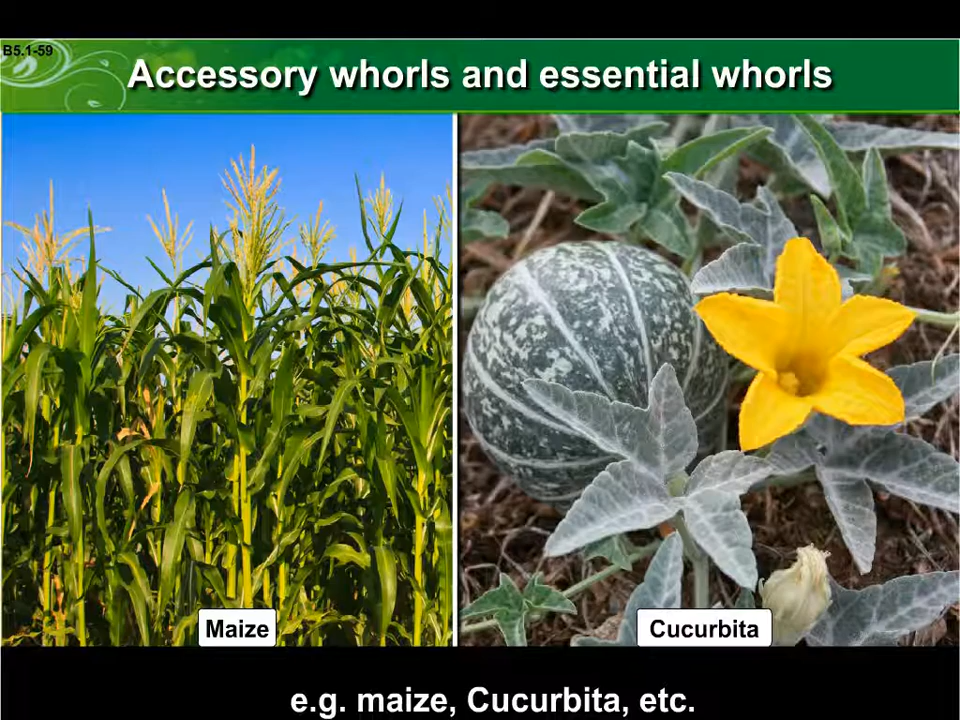 B5.1-59
Accessory whorls and essential whorls
Maize
Cucurbita
e.g. maize, Cucurbita, etc.